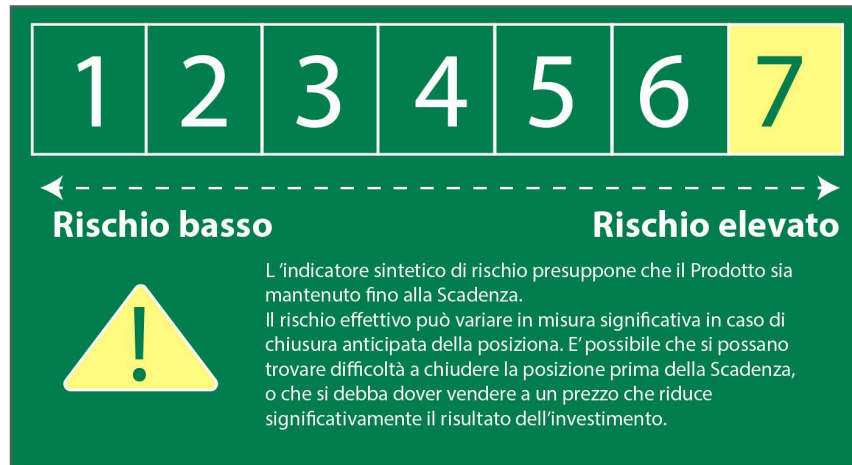 1 2 3 4 5 6 7
Rischio basso Rischio elevato
!
L 'indicatore sintetico di rischio presuppone che il Prodotto sia
mantenuto fino alla Scadenza.
Il rischio effettivo può variare in misura significativa in caso di
chiusura anticipata della posiziona. E' possibile che si possano
trovare difficoltà a chiudere la posizione prima della Scadenza,
o che si debba dover vendere a un prezzo che riduce
significativamente il risultato dell'investimento.